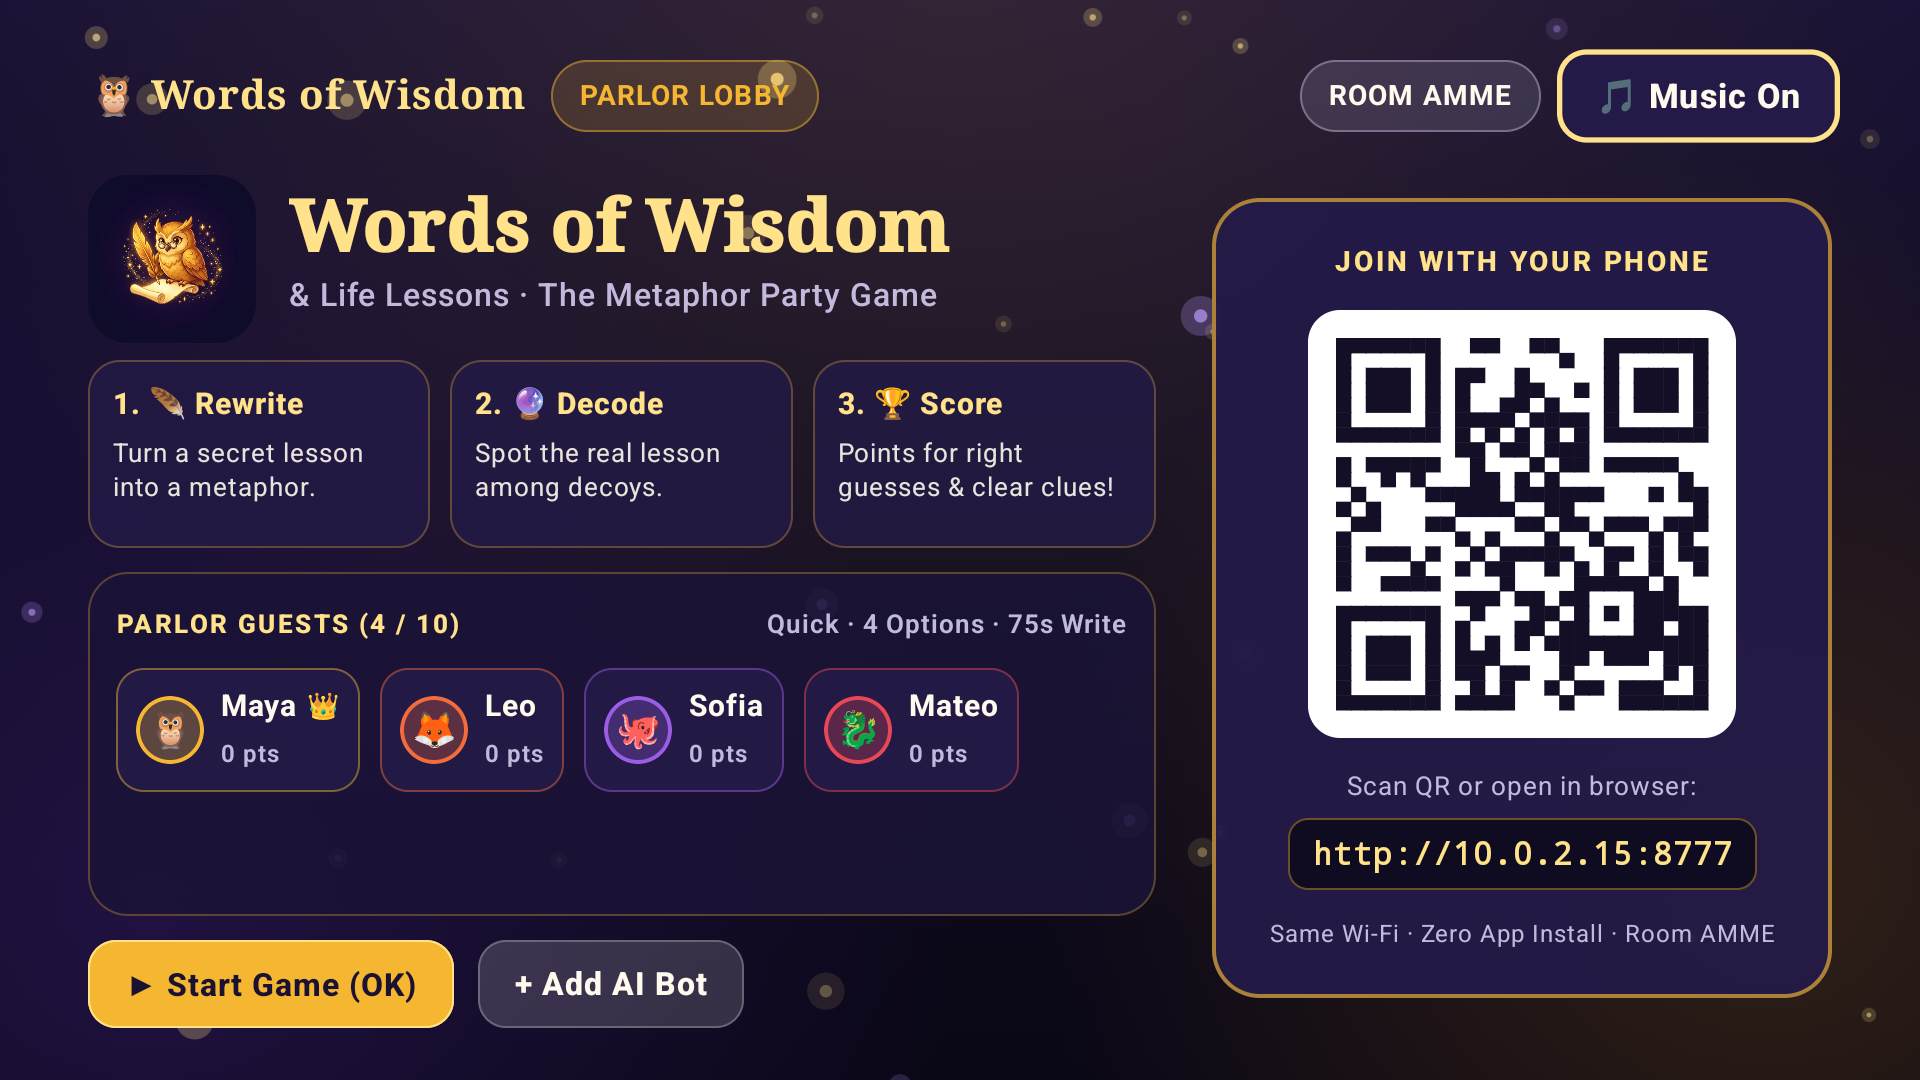 Words of Wisdom
PARLOR LOBBY
ROOM AMME
Music On
Words of Wisdom
& Life Lessons · The Metaphor Party Game
1. Rewrite
Turn a secret lesson
into a metaphor.
2. Decode
Spot the real lesson
among decoys.
3. Score
Points for right
guesses & clear clues!
PARLOR GUESTS (4 / 10)
Quick · 4 Options · 75s Write
Maya
0 pts
Leo
0 pts
Sofia
0 pts
Mateo
0 pts
► Start Game (OK)
+ Add AI Bot
JOIN WITH YOUR PHONE
Scan QR or open in browser:
http://10.0.2.15:8777
Same Wi-Fi · Zero App Install · Room AMME